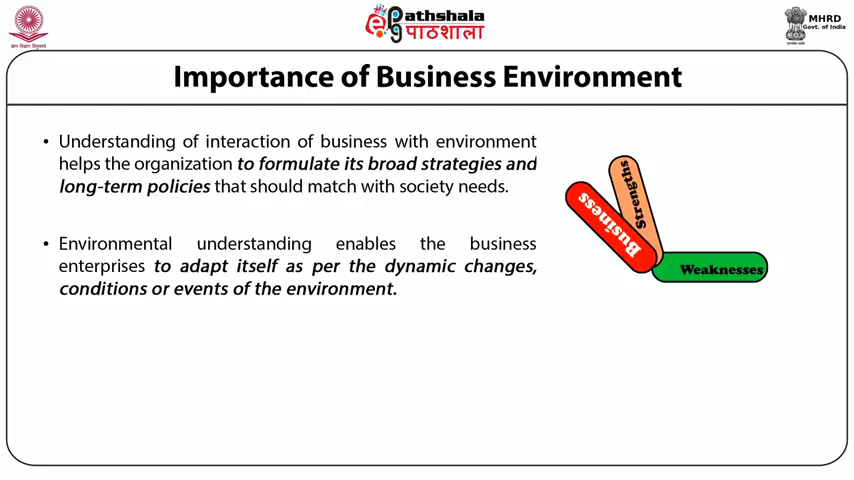 ePathshala
पाठशाला
MHRD
Govt. of India
Importance of Business Environment
• Understanding of interaction of business with environment
helps the organization to formulate its broad strategies and
long-term policies that should match with society needs.
• Environmental understanding enables the business
enterprises to adapt itself as per the dynamic changes,
conditions or events of the environment.
Strengths
Business
Weaknesses